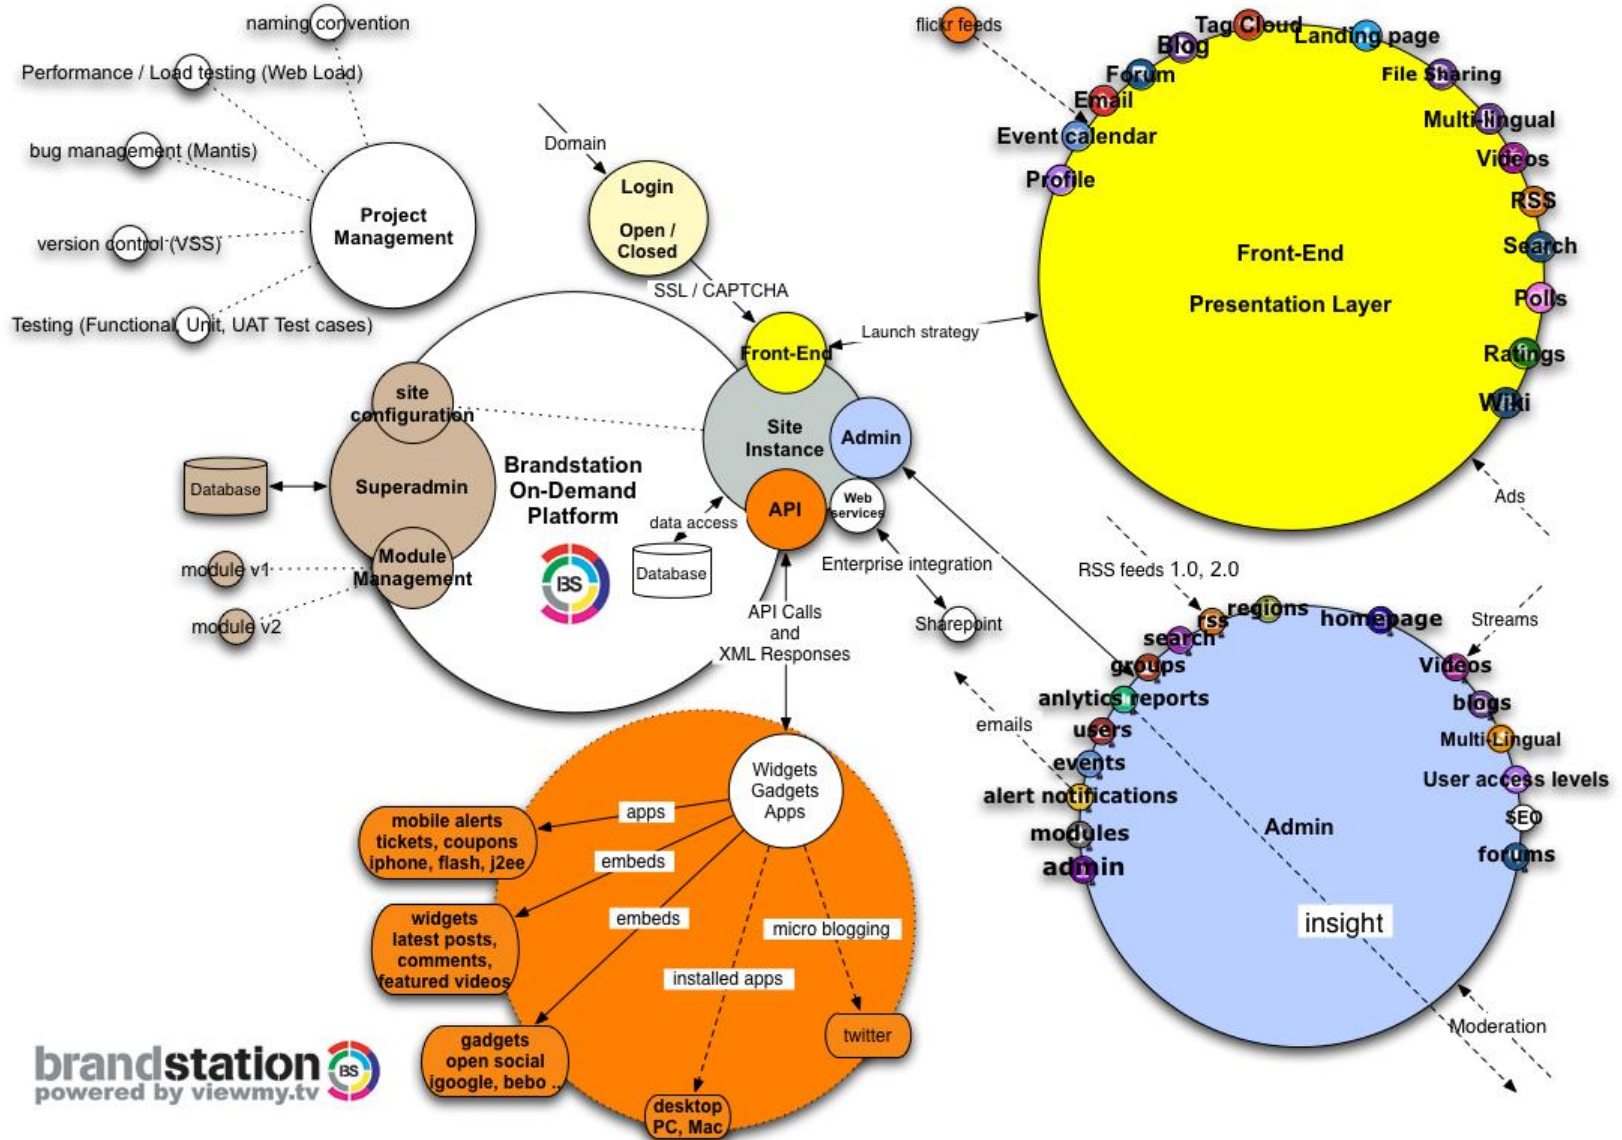 naming convention
Performance / Load testing (Web Load)
bug management (Mantis)
version control (VSS)
Testing (Functional, Unit, UAT Test cases)
Project
Management
Domain
Login
Open /
Closed
SSL / CAPTCHA
flickr feeds
Tag Cloud
Landing page
Blog
File Sharing
Forum
Email
Multi-lingual
Event calendar
Videos
Profile
RSS
Search
Front-End
Presentation Layer
Polls
Ratings
Wiki
Ads
Launch strategy
Front-End
site
configuration
Site
Instance
Admin
Superadmin
Database
Brandstation
On-Demand
Platform
BS
API
Web
services
data access
Database
Module
Management
module v1
module v2
Enterprise integration
Sharepoint
API Calls
and
XML Responses
RSS feeds 1.0, 2.0
Streams
regions
rss
homepage
search
groups
Videos
anlytics reports
blogs
users
Multi-Lingual
events
User access levels
alert notifications
SEO
modules
forums
admin
emails
Admin
insight
Moderation
Widgets
Gadgets
Apps
apps
mobile alerts
tickets, coupons
iphone, flash, j2ee
embeds
widgets
latest posts,
comments,
featured videos
embeds
micro blogging
installed apps
gadgets
open social
igoogle, bebo ..
twitter
desktop
PC, Mac
brandstation
powered by viewmy.tv
BS